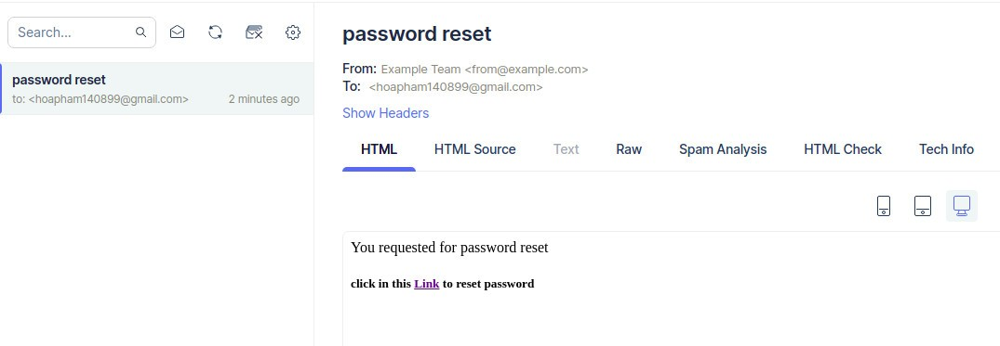 Search...
password reset
to: <hoapham140899@gmail.com> 2 minutes ago
password reset
From: Example Team <from@example.com>
To: <hoapham140899@gmail.com>
Show Headers
HTML HTML Source Text Raw Spam Analysis HTML Check Tech Info
You requested for password reset
click in this Link to reset password